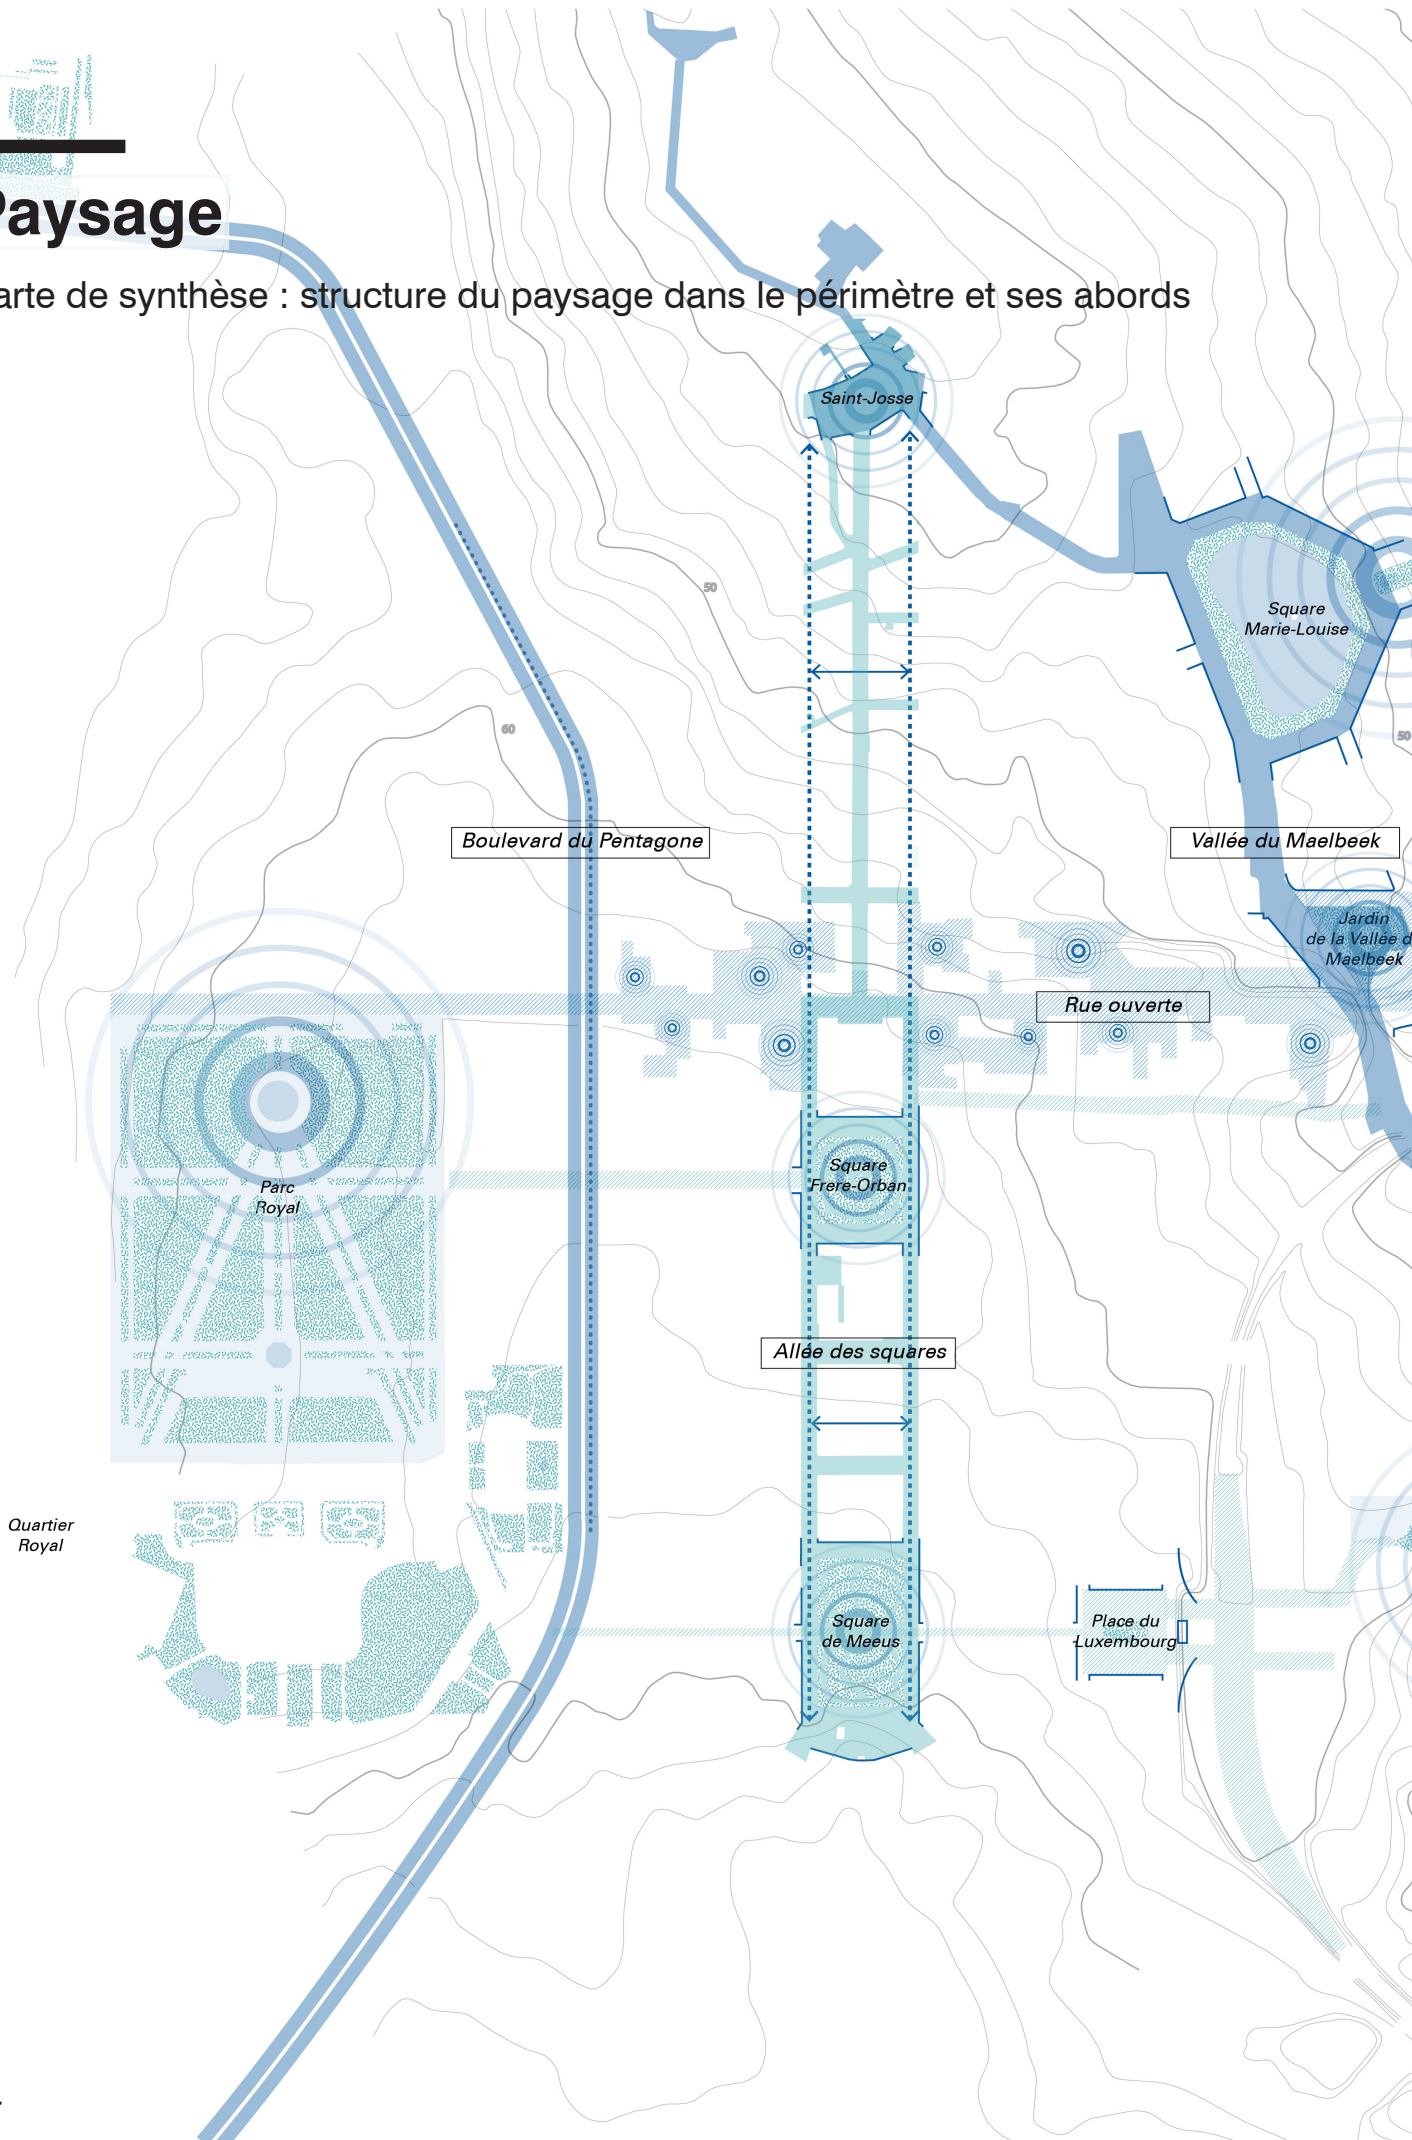 Paysage
arte de synthèse : structure du paysage dans le périmètre et ses abords
Saint-Josse
50
Square
Marie-Louise
60
50
Boulevard du Pentagone
Vallée du Maelbeek
Jardin
de la Vallée d
Maelbeek
Rue ouverte
Square
Frere-Orban
Parc
Royal
Allée des squares
Quartier
Royal
Square
de Meeus
Place du
Luxembourg